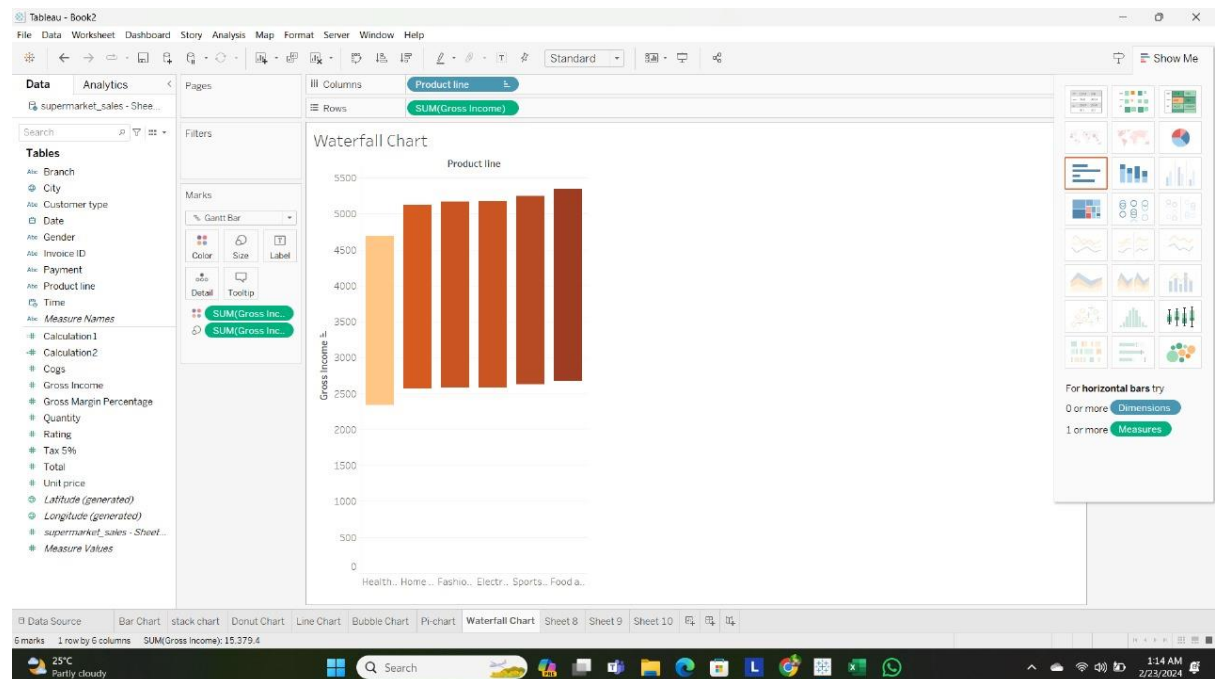 Tableau - Book2
File Data Worksheet Dashboard Story Analysis Map Format Server Window Help
Standard
Show Me
Data Analytics
supermarket_sales - Shee...
Search
Tables
Abc Branch
City
Abc Customer type
Date
Abc Gender
Abc Invoice ID
Abc Payment
Abc Product line
Time
Abc Measure Names
Calculation1
Calculation2
# Cogs
# Gross Income
# Gross Margin Percentage
# Quantity
# Rating
# Tax 5%
# Total
# Unit price
Latitude (generated)
Longitude (generated)
# supermarket_sales - Sheet...
# Measure Values
Pages
Filters
Marks
Gantt Bar
Color Size Label
Detail Tooltip
SUM(Gross Inc..
SUM(Gross Inc..
Columns Product line
Rows SUM(Gross Income)
Waterfall Chart
Product line
5500
5000
4500
4000
3500
3000
2500
2000
1500
1000
500
0
Gross Income
Health.. Home .. Fashio.. Electr.. Sports.. Food a..
For horizontal bars try
0 or more Dimensions
1 or more Measures
Data Source Bar Chart stack chart Donut Chart Line Chart Bubble Chart Pi-chart Waterfall Chart Sheet 8 Sheet 9 Sheet 10
6 marks 1 row by 6 columns SUM(Gross Income): 15,379.4
25°C
Partly cloudy
Search
L
1:14 AM
2/23/2024